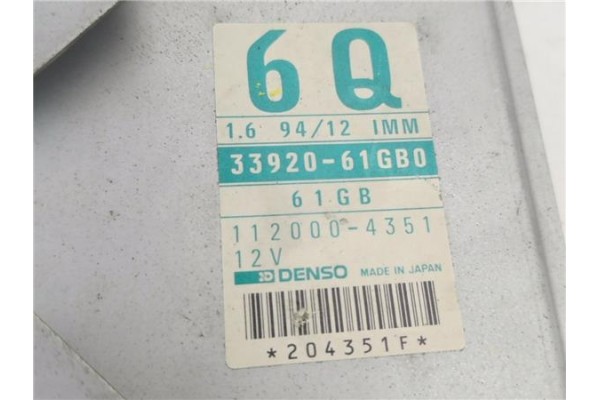 6Q
1.6 94/12 IMM
33920-61GB0
61GB
112000-4351
12V
DENSO MADE IN JAPAN
*204351F*